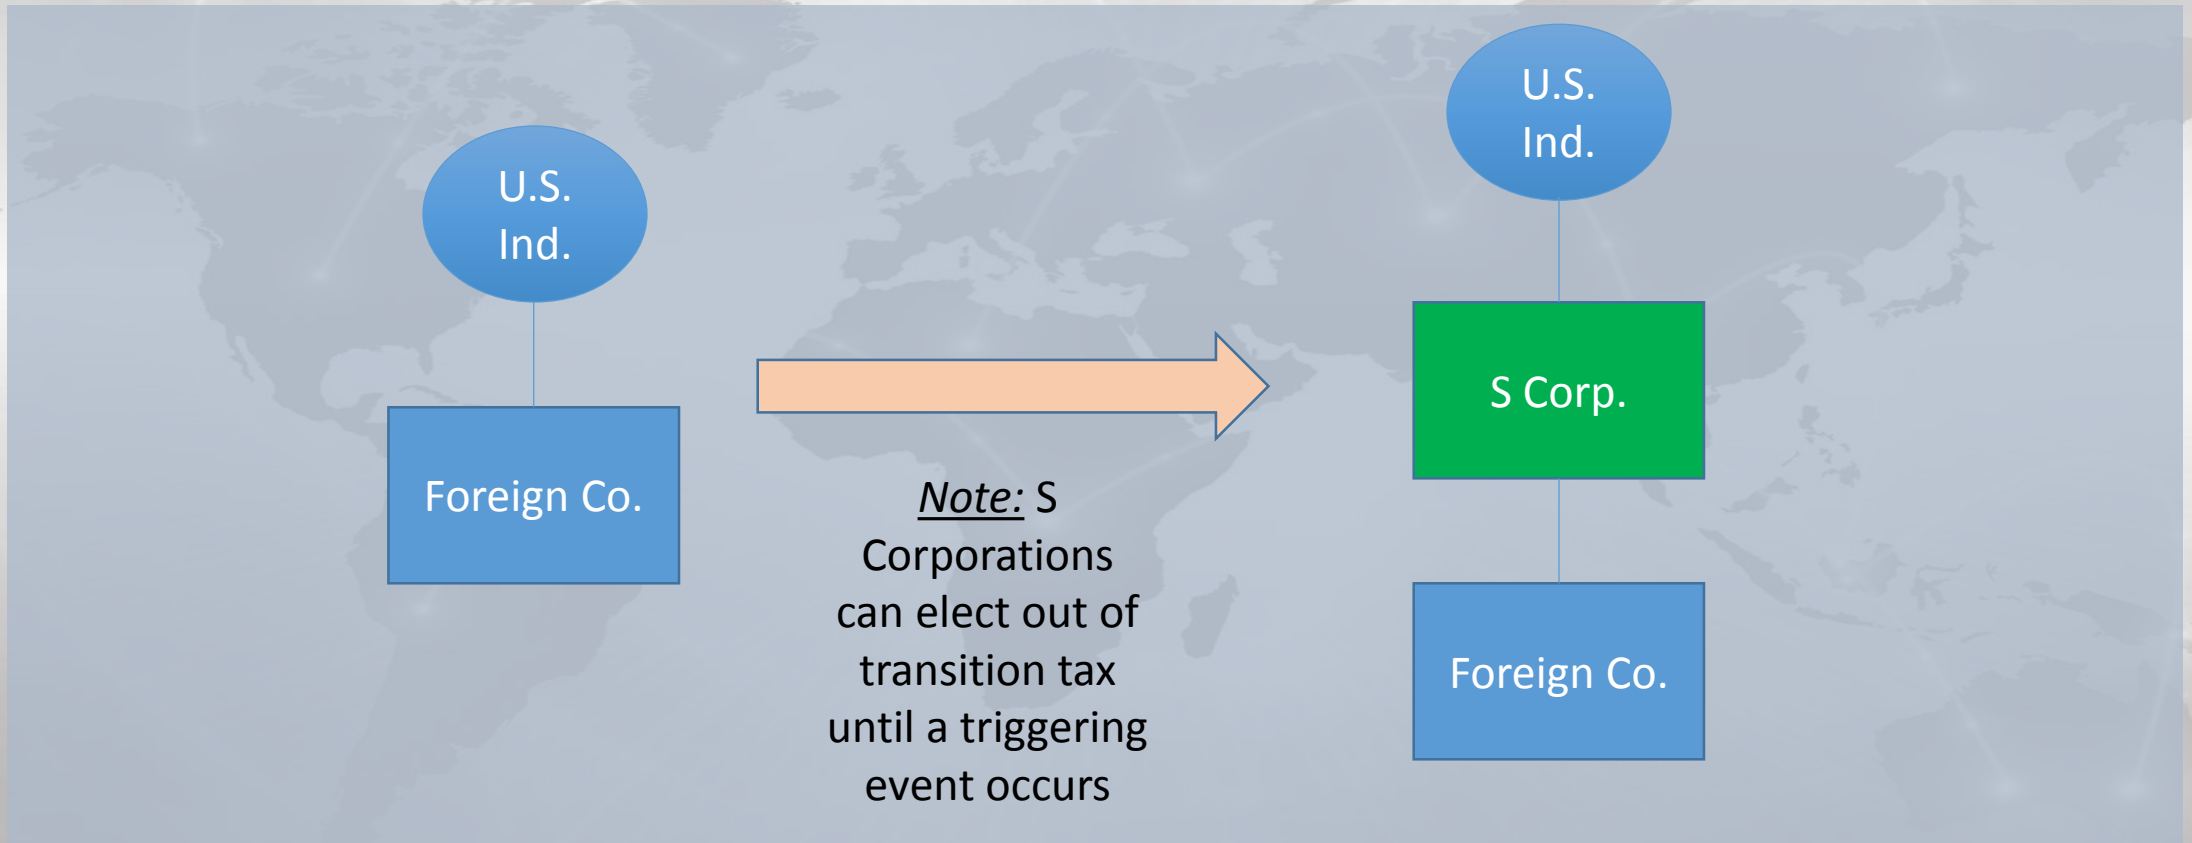 U.S.
Ind.
Foreign Co.
Note: S
Corporations
can elect out of
transition tax
until a triggering
event occurs
U.S.
Ind.
S Corp.
Foreign Co.